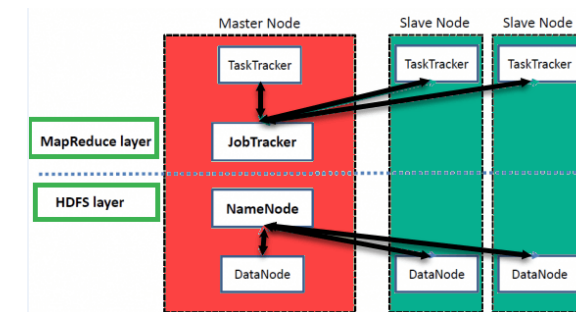 Master Node
Slave Node
Slave Node
TaskTracker
TaskTracker
TaskTracker
MapReduce layer
JobTracker
HDFS layer
NameNode
DataNode
DataNode
DataNode